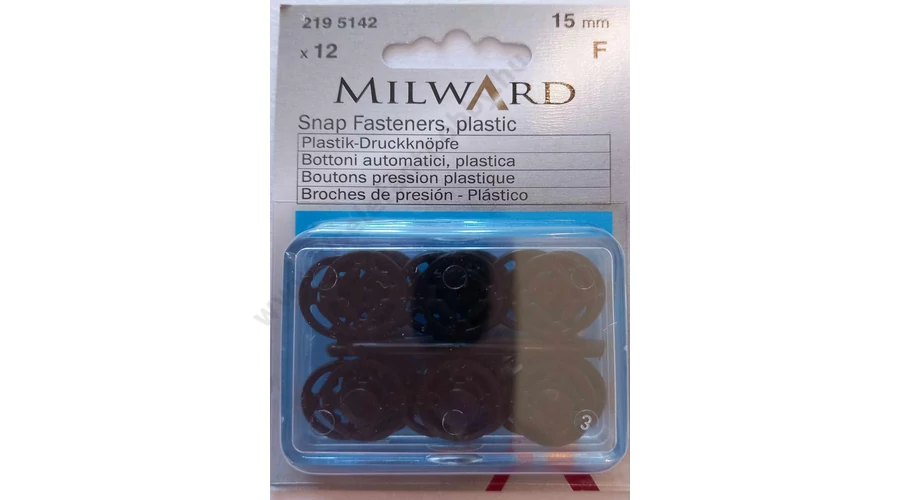 219 5142
15 mm
x 12
F
MILWARD
Snap Fasteners, plastic
Plastik-Druckknöpfe
Bottoni automatici, plastica
Boutons pression plastique
Broches de presión - Plástico
3